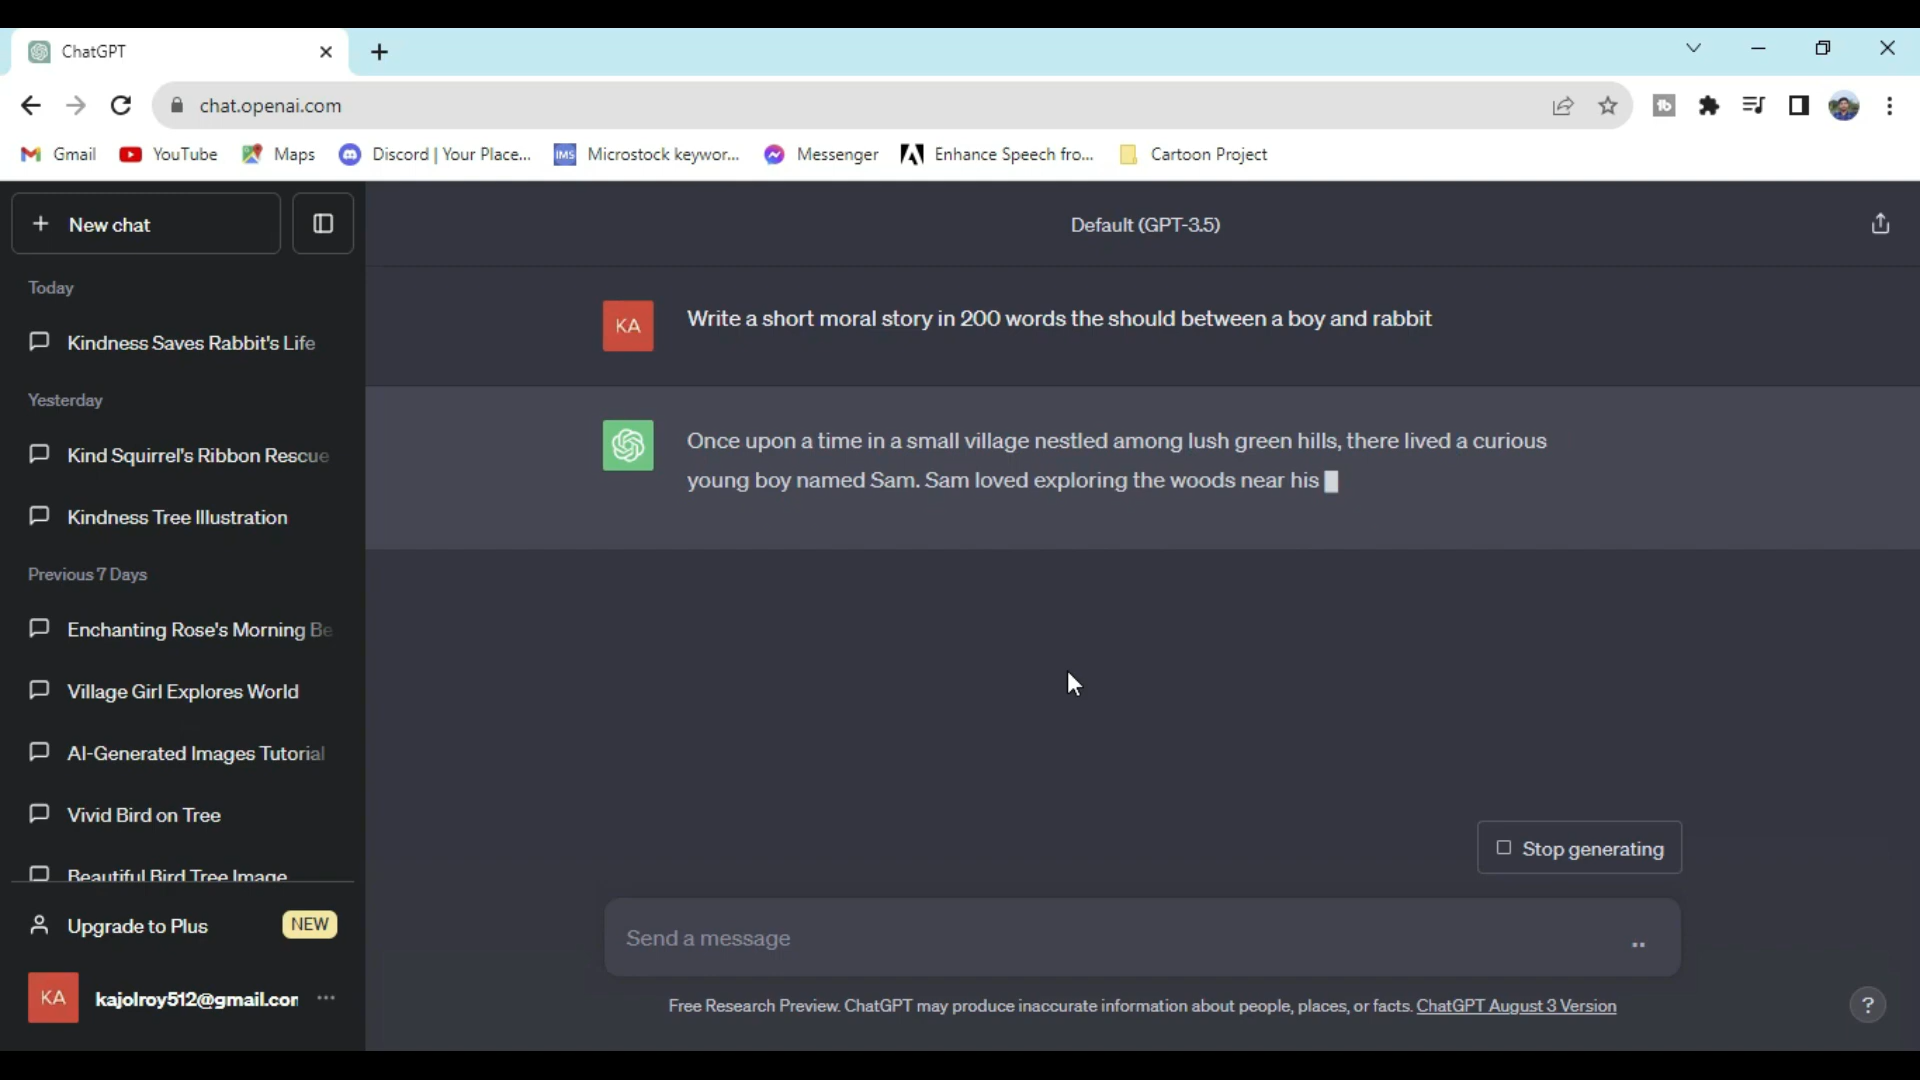 ChatGPT
chat.openai.com
Gmail
YouTube
Maps
Discord | Your Place...
IMS
Microstock keywor...
Messenger
Enhance Speech fro...
Cartoon Project
New chat
Default (GPT-3.5)
Today
Kindness Saves Rabbit's Life
Yesterday
Kind Squirrel's Ribbon Rescue
Kindness Tree Illustration
Previous 7 Days
Enchanting Rose's Morning Be
Village Girl Explores World
AI-Generated Images Tutorial
Vivid Bird on Tree
Beautiful Bird Tree Image
Upgrade to Plus
NEW
KA
kajolroy512@gmail.con
KA
Write a short moral story in 200 words the should between a boy and rabbit
Once upon a time in a small village nestled among lush green hills, there lived a curious
young boy named Sam. Sam loved exploring the woods near his
Stop generating
Send a message
Free Research Preview. ChatGPT may produce inaccurate information about people, places, or facts. ChatGPT August 3 Version
?